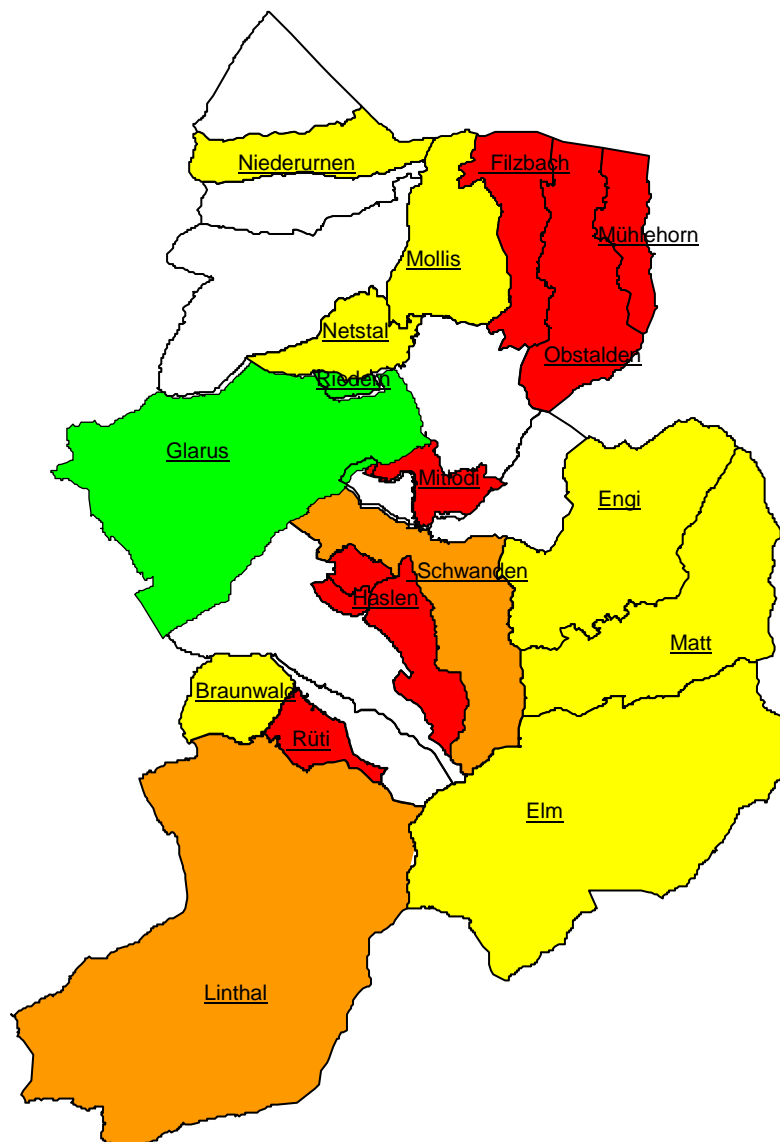 Niederurnen
Filzbach
Mühlehorn
Mollis
Netstal
Obstalden
Riedern
Glarus
Mitlödi
Engi
Schwanden
Haslen
Matt
Braunwald
Rüti
Elm
Linthal